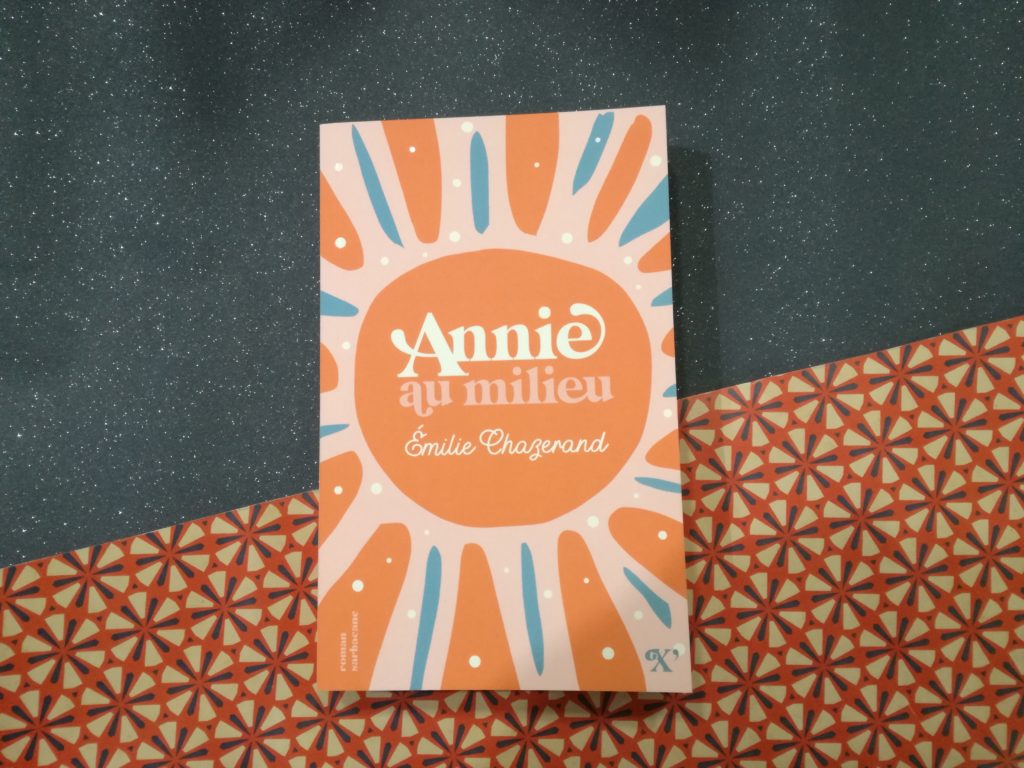 Annie
au milieu
Émilie Chazerand
roman
sarbacane
X'